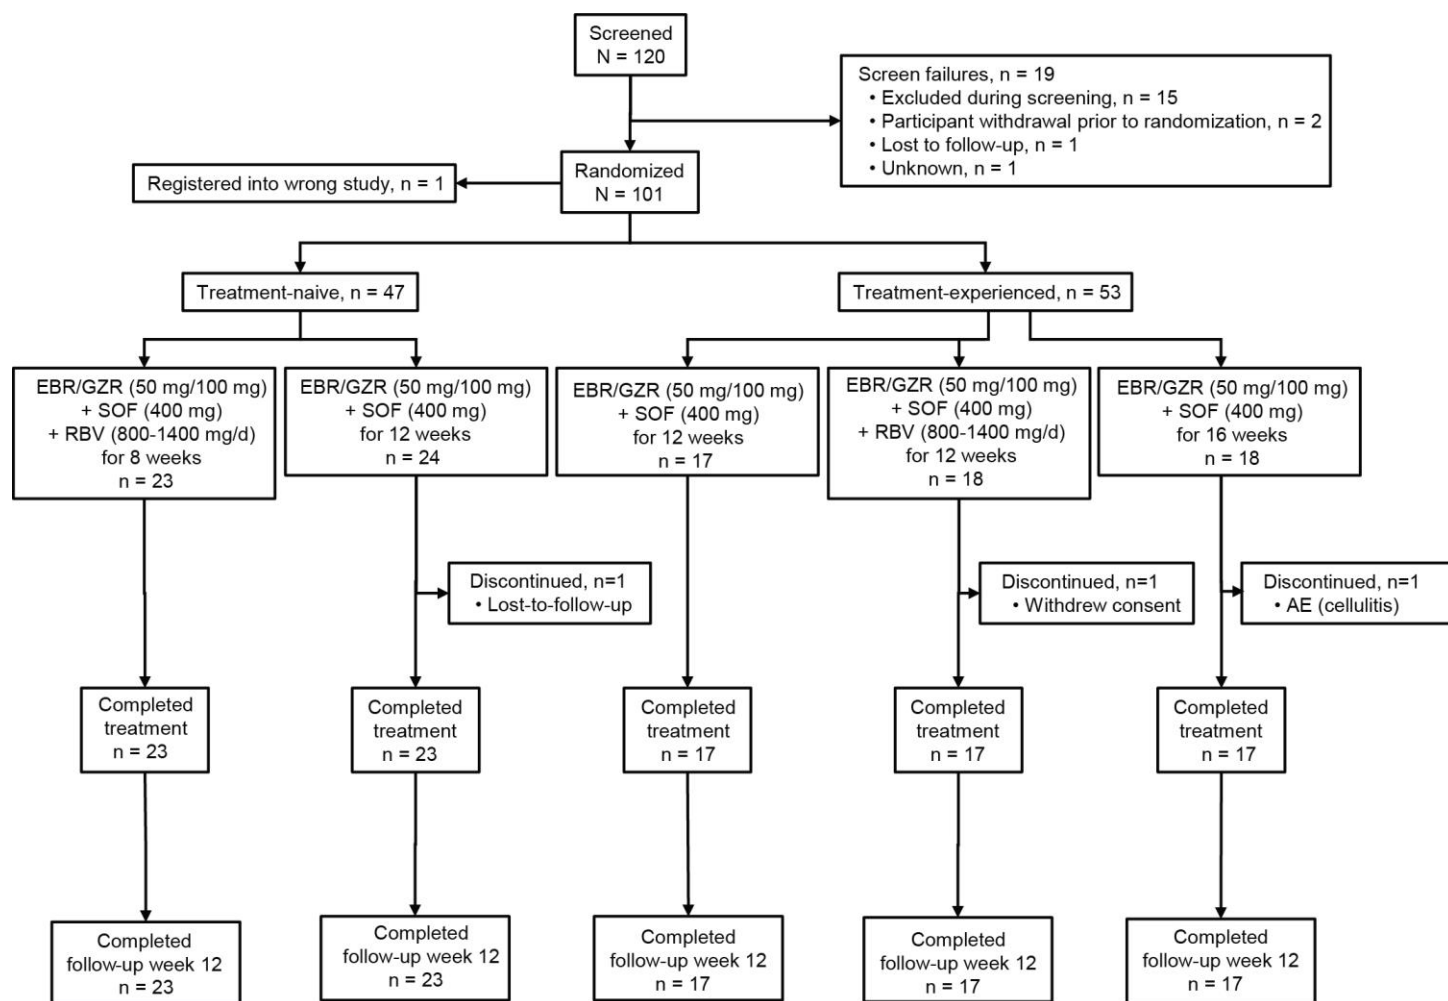 Screened
N = 120
Screen failures, n = 19
• Excluded during screening, n = 15
• Participant withdrawal prior to randomization, n = 2
• Lost to follow-up, n = 1
• Unknown, n = 1
Randomized
N = 101
Registered into wrong study, n = 1
Treatment-naive, n = 47
Treatment-experienced, n = 53
EBR/GZR (50 mg/100 mg)
+ SOF (400 mg)
+ RBV (800-1400 mg/d)
for 8 weeks
n = 23
EBR/GZR (50 mg/100 mg)
+ SOF (400 mg)
for 12 weeks
n = 24
EBR/GZR (50 mg/100 mg)
+ SOF (400 mg)
for 12 weeks
n = 17
EBR/GZR (50 mg/100 mg)
+ SOF (400 mg)
+ RBV (800-1400 mg/d)
for 12 weeks
n = 18
EBR/GZR (50 mg/100 mg)
+ SOF (400 mg)
for 16 weeks
n = 18
Discontinued, n=1
• Lost-to-follow-up
Discontinued, n=1
• Withdrew consent
Discontinued, n=1
• AE (cellulitis)
Completed
treatment
n = 23
Completed
treatment
n = 23
Completed
treatment
n = 17
Completed
treatment
n = 17
Completed
treatment
n = 17
Completed
follow-up week 12
n = 23
Completed
follow-up week 12
n = 23
Completed
follow-up week 12
n = 17
Completed
follow-up week 12
n = 17
Completed
follow-up week 12
n = 17